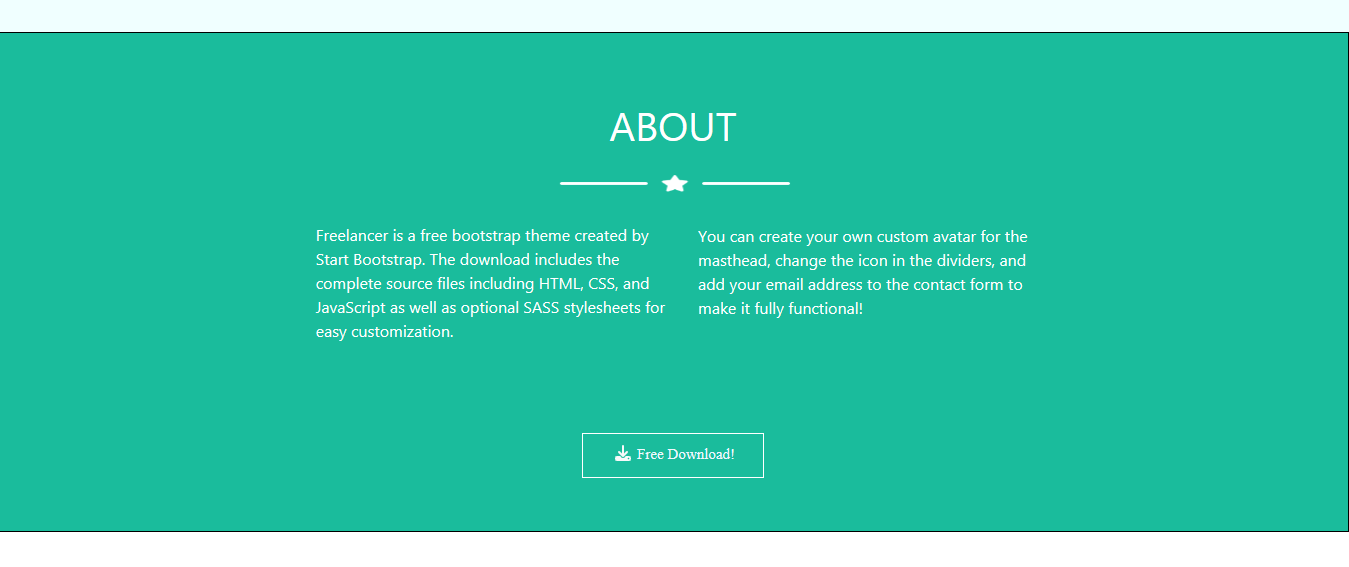 ABOUT
Freelancer is a free bootstrap theme created by
Start Bootstrap. The download includes the
complete source files including HTML, CSS, and
JavaScript as well as optional SASS stylesheets for
easy customization.
You can create your own custom avatar for the
masthead, change the icon in the dividers, and
add your email address to the contact form to
make it fully functional!
Free Download!